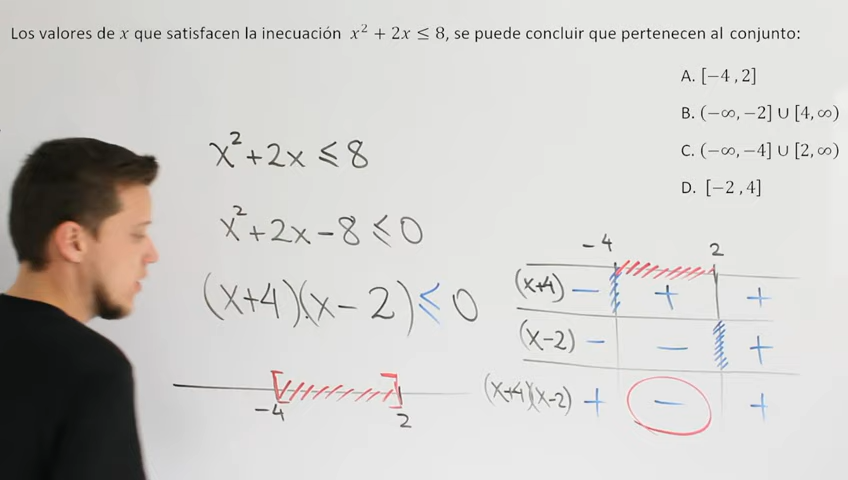 Los valores de x que satisfacen la inecuación x² + 2x ≤ 8, se puede concluir que pertenecen al conjunto:
A. [−4 , 2]
B. (−∞, −2] ∪ [4, ∞)
C. (−∞, −4] ∪ [2, ∞)
D. [−2 , 4]
x²+2x ≤ 8
x²+2x−8 ≤ 0
(x+4)(x−2) ≤ 0
−4 2
−4 2
(x+4) − + +
(x−2) − − +
(x+4)(x−2) + − +